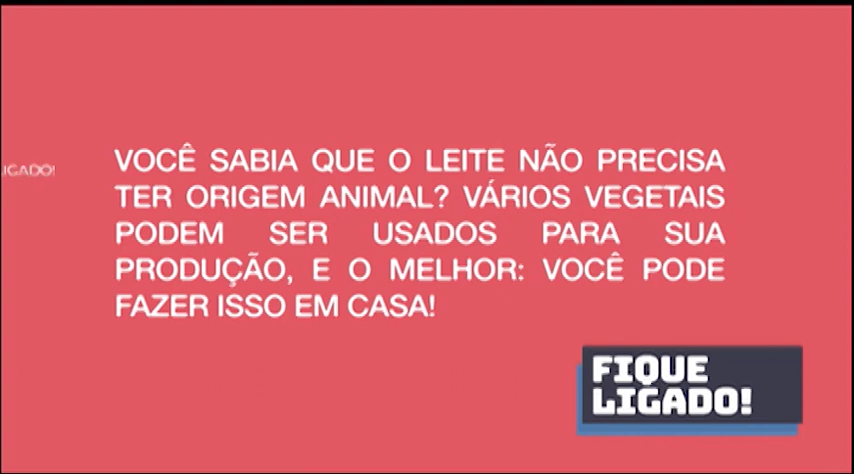 VOCÊ SABIA QUE O LEITE NÃO PRECISA
LIGADO!
TER ORIGEM ANIMAL? VÁRIOS VEGETAIS
PODEM SER USADOS PARA SUA
PRODUÇÃO, E O MELHOR: VOCÊ PODE
FAZER ISSO EM CASA!
FIQUE
LIGADO!